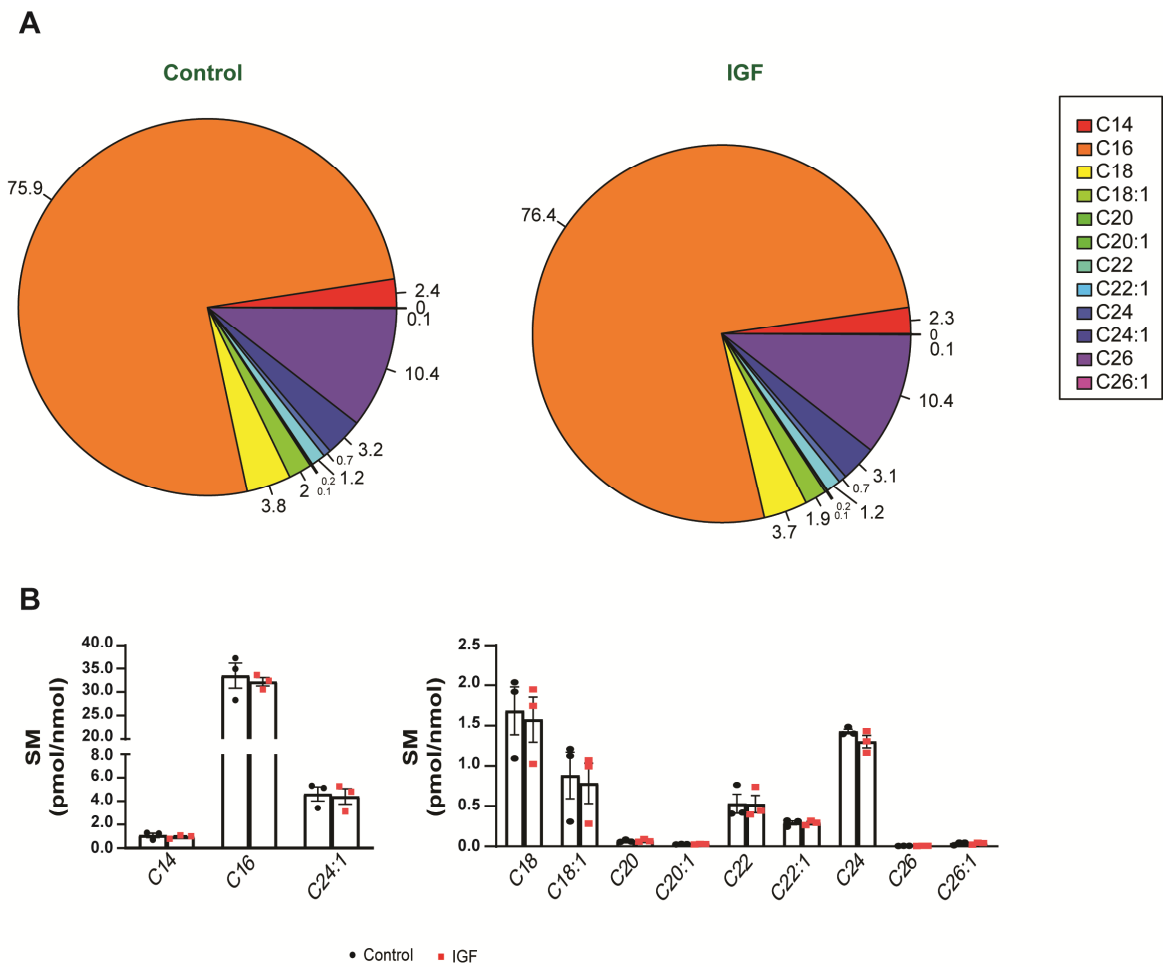 A
Control
IGF
75.9
2.4
0
0.1
10.4
3.2
0.7
1.2
0.2
0.1
2
3.8
76.4
2.3
0
0.1
10.4
3.1
0.7
1.2
0.2
0.1
1.9
3.7
C14
C16
C18
C18:1
C20
C20:1
C22
C22:1
C24
C24:1
C26
C26:1
B
SM
(pmol/nmol)
40.0
35.0
30.0
25.0
20.0
8.0
6.0
4.0
2.0
0.0
C14
C16
C24:1
SM
(pmol/nmol)
2.5
2.0
1.5
1.0
0.5
0.0
C18
C18:1
C20
C20:1
C22
C22:1
C24
C26
C26:1
Control
IGF